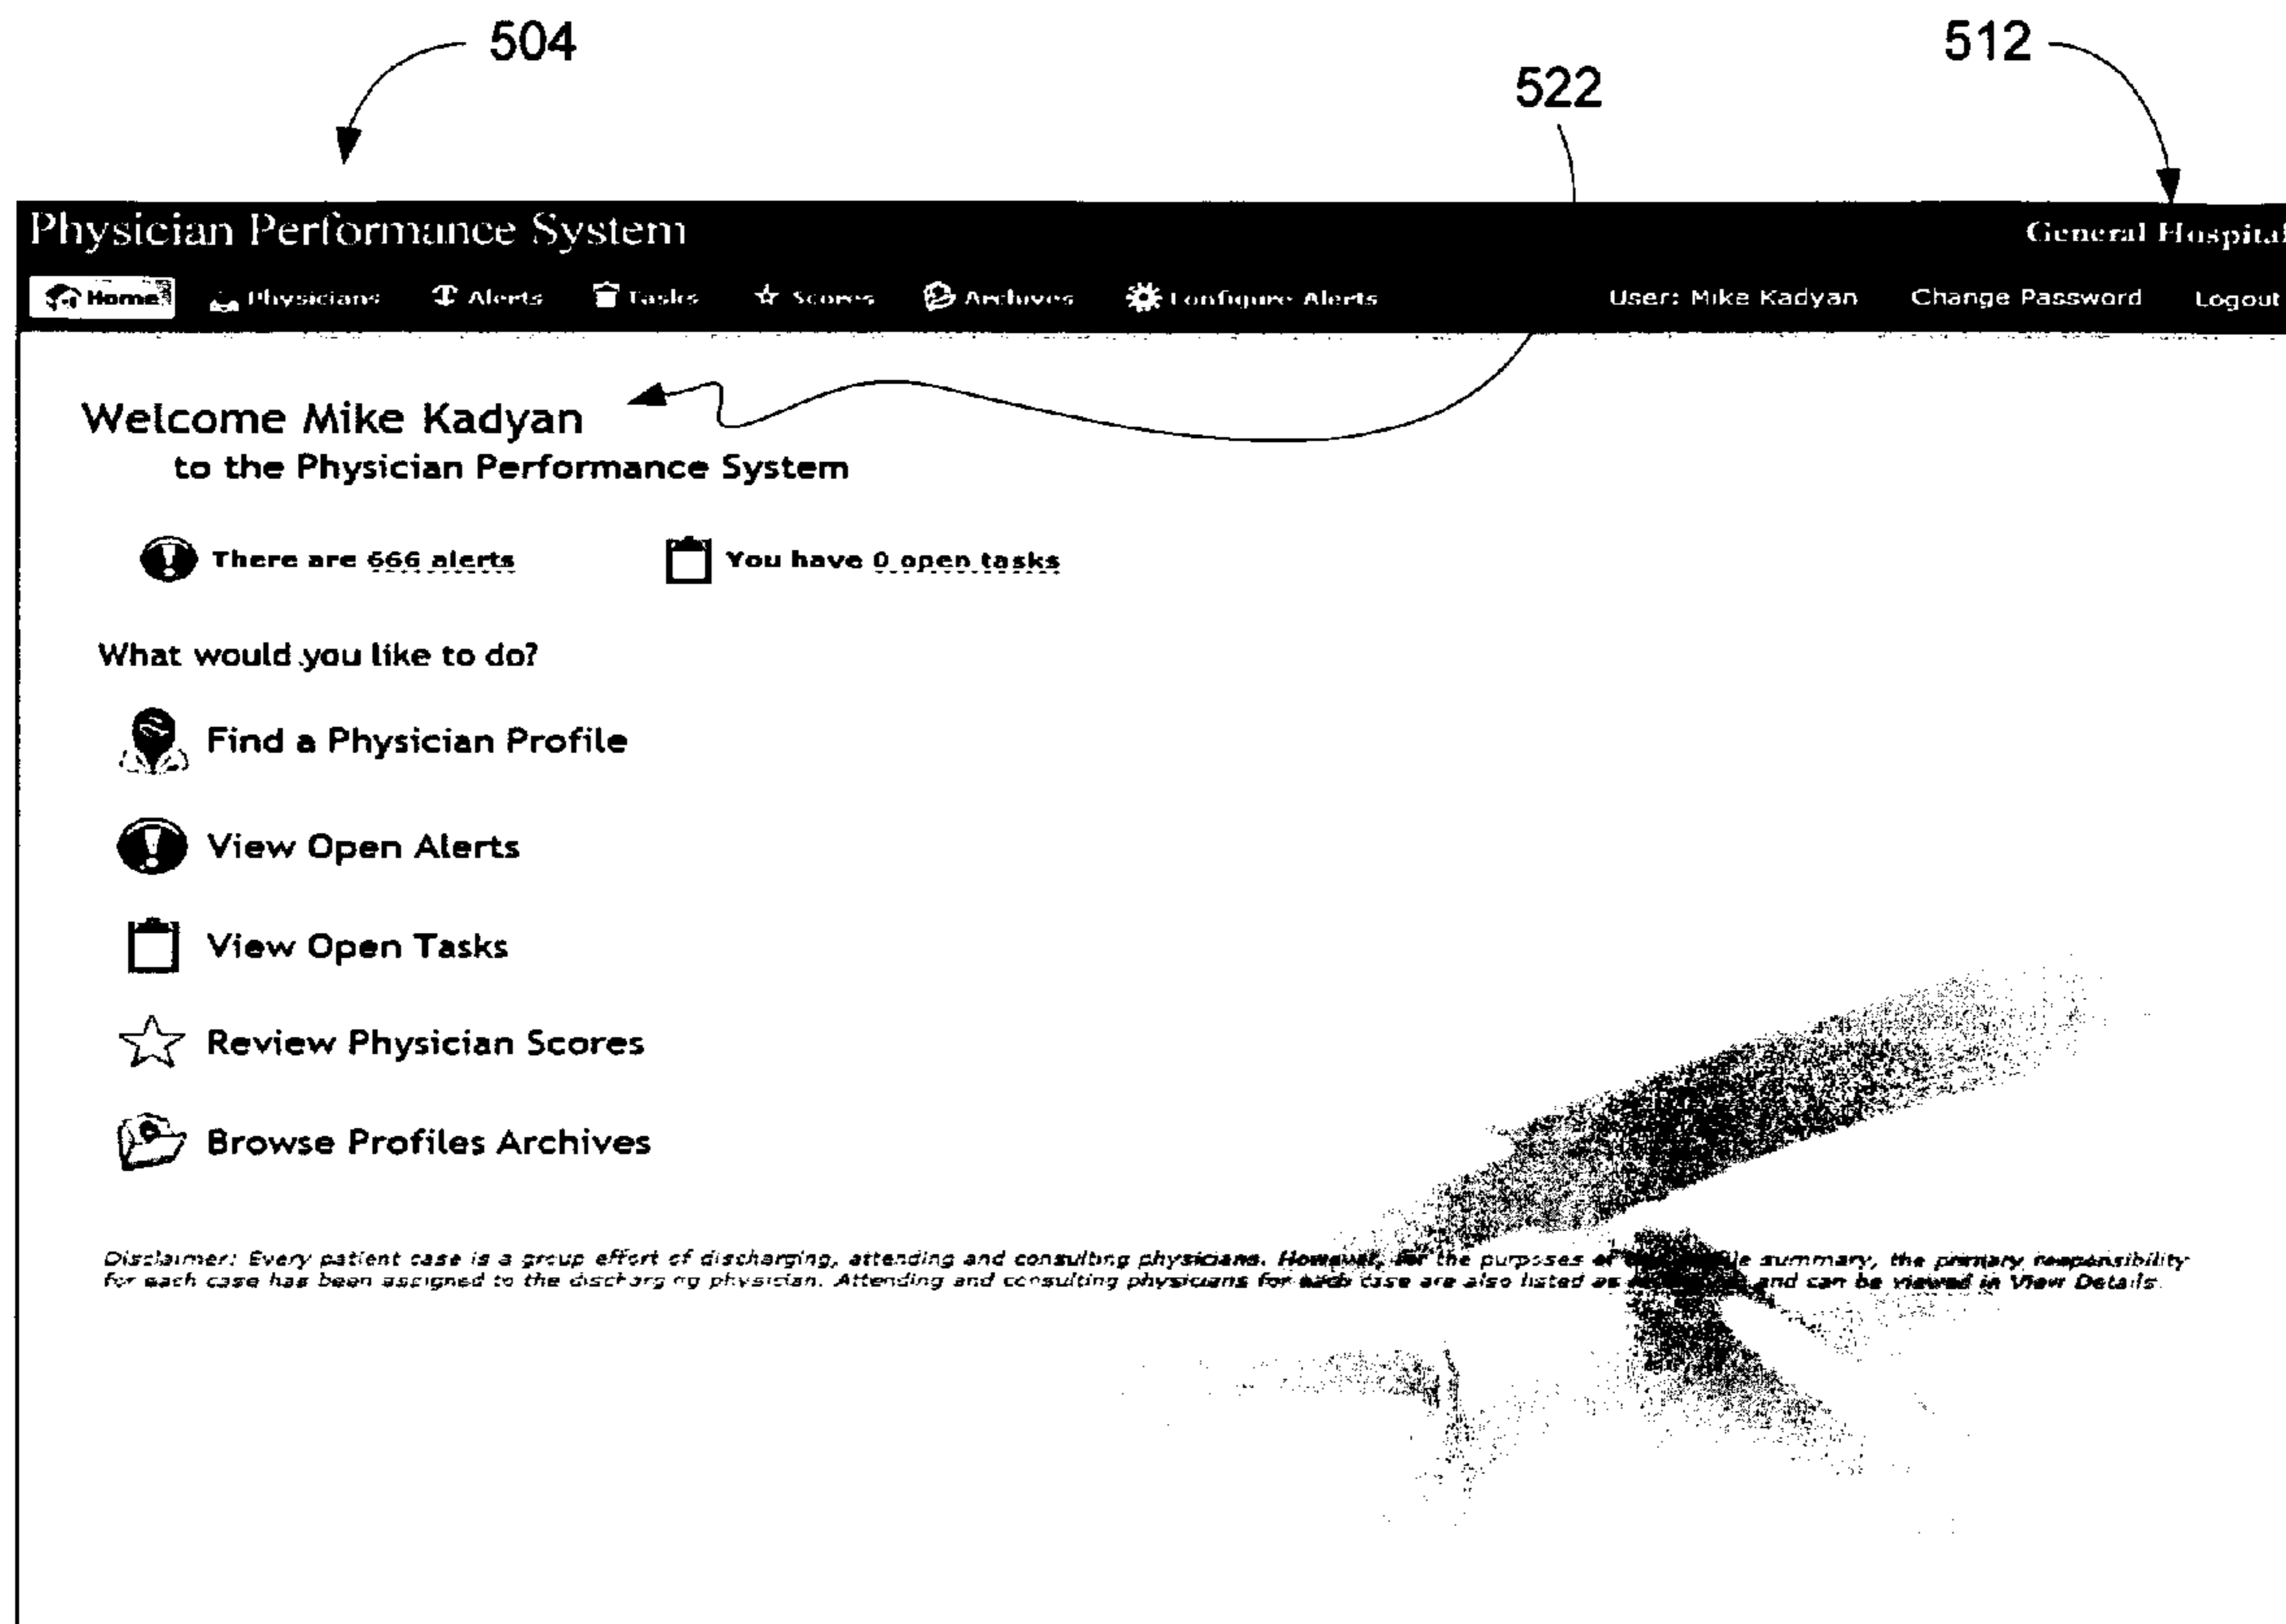 504
512
522
Physician Performance System
General Hospital
Home Physicians Alerts Tasks Scores Archives Configure Alerts User: Mike Kadyan Change Password Logout
Welcome Mike Kadyan
to the Physician Performance System
There are 666 alerts You have 0 open tasks
What would you like to do?
Find a Physician Profile
View Open Alerts
View Open Tasks
Review Physician Scores
Browse Profiles Archives
Disclaimer: Every patient case is a group effort of discharging, attending and consulting physicians. However, for the purposes of summary, the primary responsibility
for each case has been assigned to the discharging physician. Attending and consulting physicians for each case are also listed as and can be viewed in View Details.